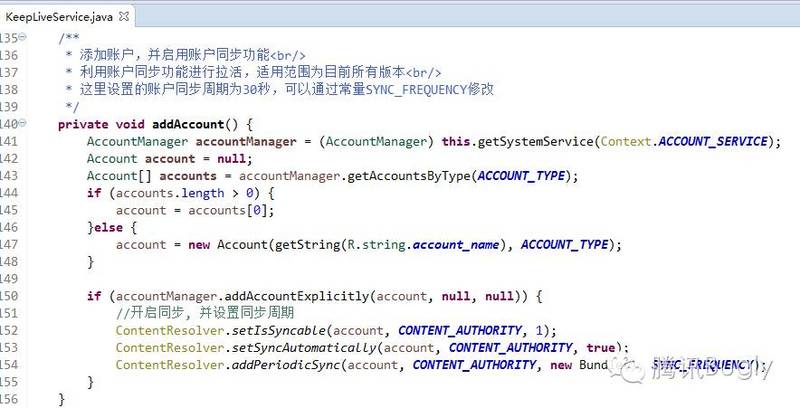 KeepLiveService.java
135 /**
136 * 添加账户，并启用账户同步功能<br/>
137 * 利用账户同步功能进行拉活，适用范围为目前所有版本<br/>
138 * 这里设置的账户同步周期为30秒，可以通过常量SYNC_FREQUENCY修改
139 */
140 private void addAccount() {
141 AccountManager accountManager = (AccountManager) this.getSystemService(Context.ACCOUNT_SERVICE);
142 Account account = null;
143 Account[] accounts = accountManager.getAccountsByType(ACCOUNT_TYPE);
144 if (accounts.length > 0) {
145 account = accounts[0];
146 }else {
147 account = new Account(getString(R.string.account_name), ACCOUNT_TYPE);
148 }
149
150 if (accountManager.addAccountExplicitly(account, null, null)) {
151 //开启同步, 并设置同步周期
152 ContentResolver.setIsSyncable(account, CONTENT_AUTHORITY, 1);
153 ContentResolver.setSyncAutomatically(account, CONTENT_AUTHORITY, true);
154 ContentResolver.addPeriodicSync(account, CONTENT_AUTHORITY, new Bund SYNC_FREQUENCY);
腾讯Bugly
155 }
156 }